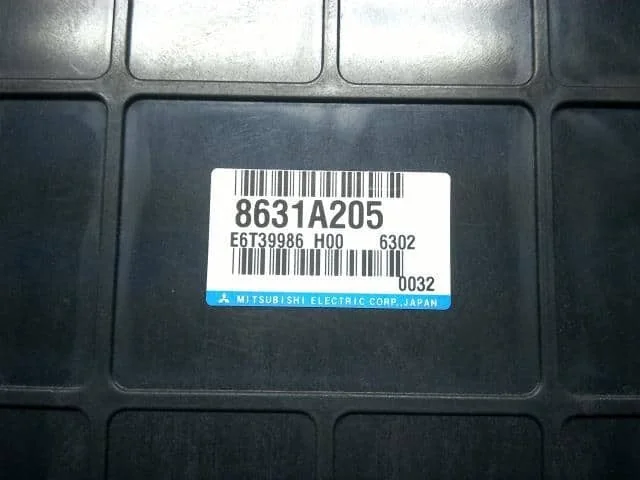 8631A205
E6T39986 H00 6302
0032
MITSUBISHI ELECTRIC CORP., JAPAN